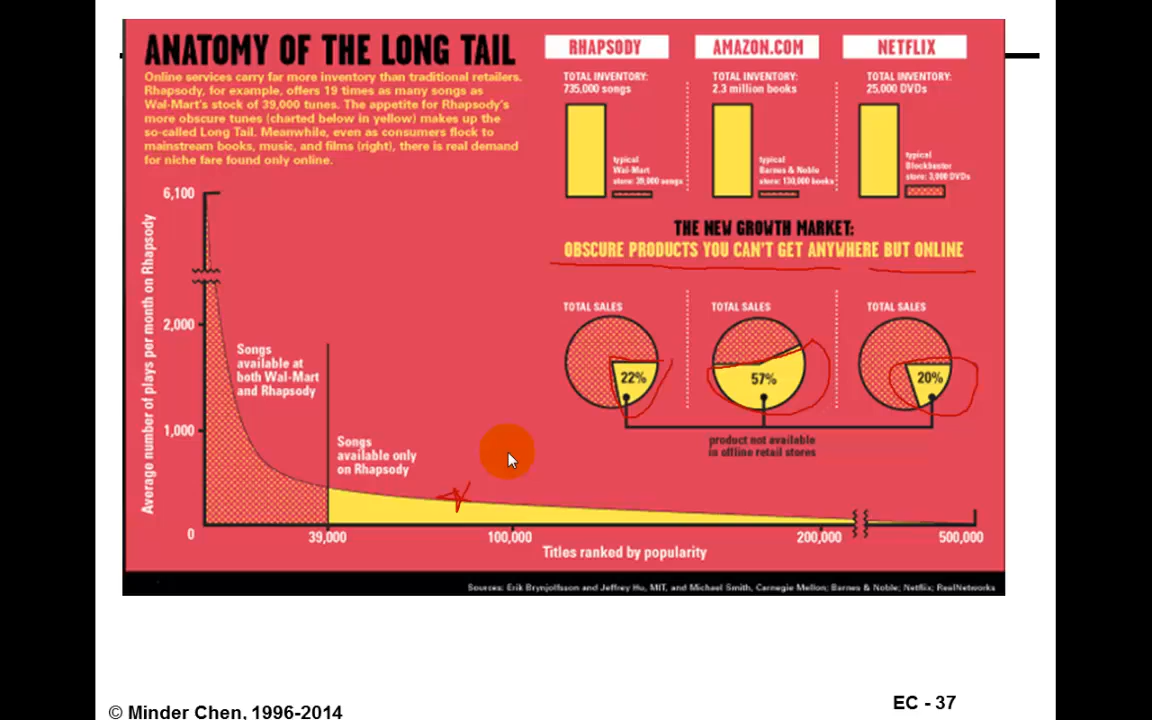 ANATOMY OF THE LONG TAIL
Online services carry far more inventory than traditional retailers.
Rhapsody, for example, offers 19 times as many songs as
Wal-Mart's stock of 39,000 tunes. The appetite for Rhapsody's
more obscure tunes (charted below in yellow) makes up the
so-called Long Tail. Meanwhile, even as consumers flock to
mainstream books, music, and films (right), there is real demand
for niche fare found only online.
RHAPSODY
TOTAL INVENTORY:
735,000 songs
typical
Wal-Mart
store: 39,000 songs
AMAZON.COM
TOTAL INVENTORY:
2.3 million books
typical
Barnes & Noble
store: 130,000 books
NETFLIX
TOTAL INVENTORY:
25,000 DVDs
typical
Blockbuster
store: 3,000 DVDs
THE NEW GROWTH MARKET:
OBSCURE PRODUCTS YOU CAN'T GET ANYWHERE BUT ONLINE
TOTAL SALES
22%
TOTAL SALES
57%
TOTAL SALES
20%
product not available
in offline retail stores
Average number of plays per month on Rhapsody
6,100
2,000
1,000
0
Songs
available at
both Wal-Mart
and Rhapsody
Songs
available only
on Rhapsody
39,000
100,000
200,000
500,000
Titles ranked by popularity
Sources: Erik Brynjolfsson and Jeffrey Hu, MIT, and Michael Smith, Carnegie Mellon; Barnes & Noble; Netflix; RealNetworks
© Minder Chen, 1996-2014
EC - 37